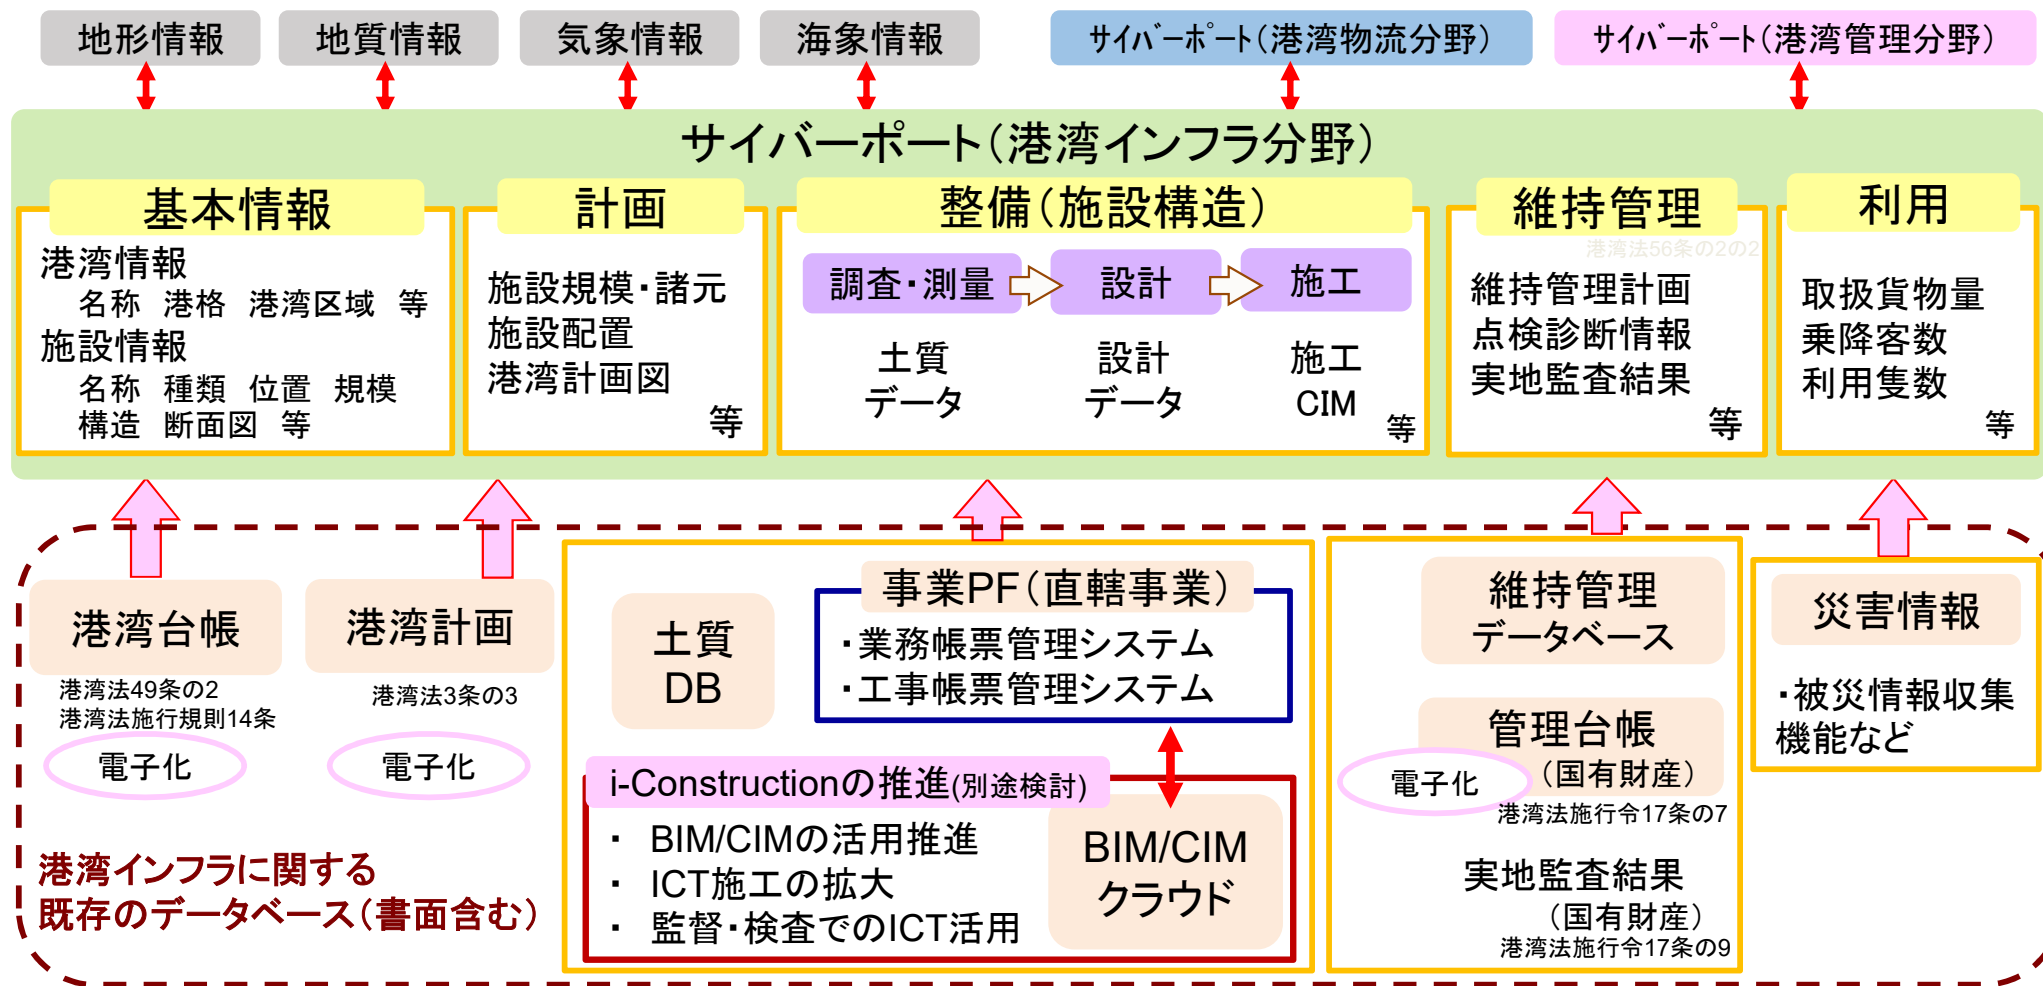 地形情報
地質情報
気象情報
海象情報
ｻｲﾊﾞｰﾎﾟｰﾄ(港湾物流分野)
ｻｲﾊﾞｰﾎﾟｰﾄ(港湾管理分野)
サイバーポート(港湾インフラ分野)
基本情報
港湾情報
名称 港格 港湾区域 等
施設情報
名称 種類 位置 規模
構造 断面図 等
計画
施設規模・諸元
施設配置
港湾計画図
等
整備(施設構造)
調査・測量
設計
施工
土質
データ
設計
データ
施工
CIM
等
維持管理
港湾法56条の2の2
維持管理計画
点検診断情報
実地監査結果
等
利用
取扱貨物量
乗降客数
利用隻数
等
港湾台帳
港湾法49条の2
港湾法施行規則14条
電子化
港湾計画
港湾法3条の3
電子化
港湾インフラに関する
既存のデータベース(書面含む)
土質
DB
事業PF(直轄事業)
・業務帳票管理システム
・工事帳票管理システム
i-Constructionの推進(別途検討)
・ BIM/CIMの活用推進
・ ICT施工の拡大
・ 監督・検査でのICT活用
BIM/CIM
クラウド
維持管理
データベース
管理台帳
(国有財産)
電子化
港湾法施行令17条の7
実地監査結果
(国有財産)
港湾法施行令17条の9
災害情報
・被災情報収集
機能など